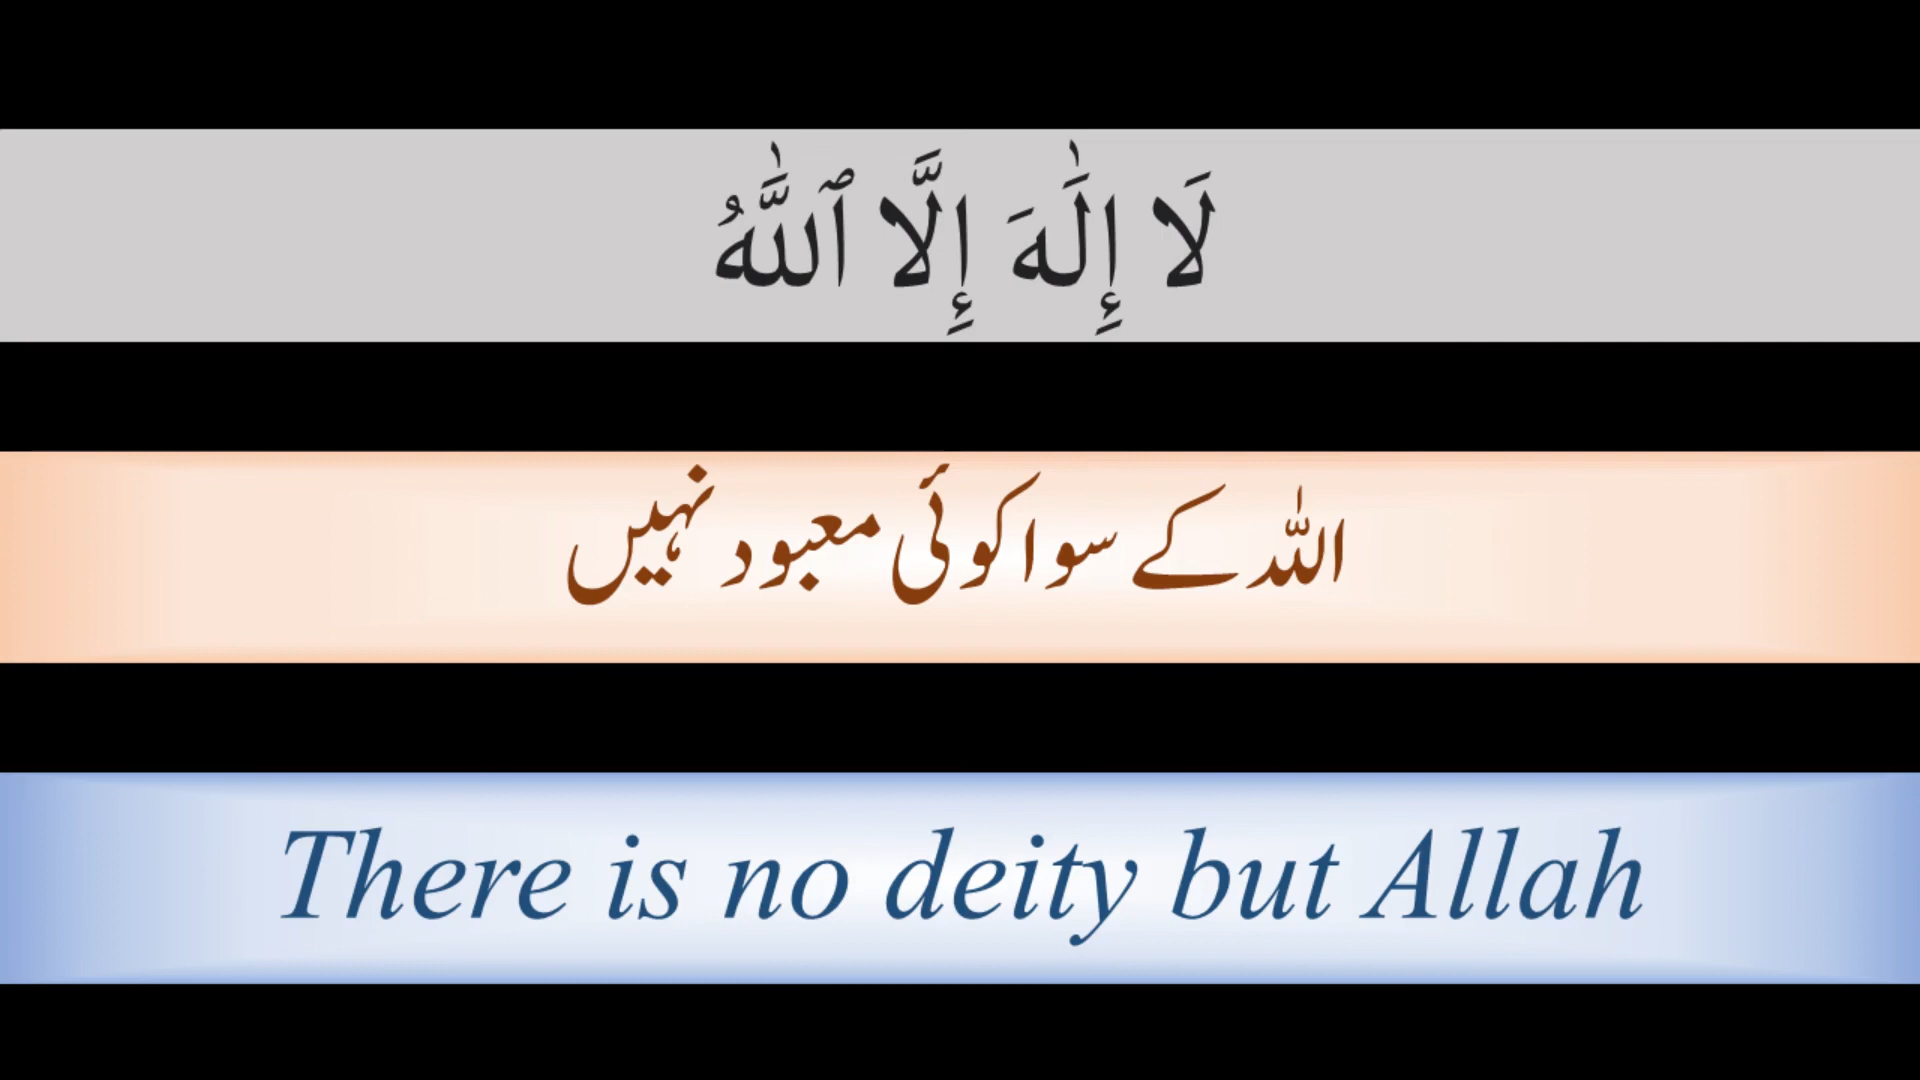 لَا إِلَٰهَ إِلَّا ٱللَّٰهُ
اللہ کے سوا کوئی معبود نہیں
There is no deity but Allah